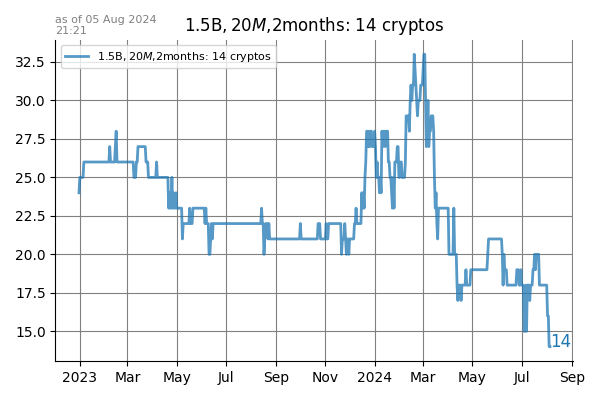 as of 05 Aug 2024
21:21
1.5B, 20M,2months: 14 cryptos
1.5B, 20M,2months: 14 cryptos
32.5
30.0
27.5
25.0
22.5
20.0
17.5
15.0
14
2023 Mar May Jul Sep Nov 2024 Mar May Jul Sep